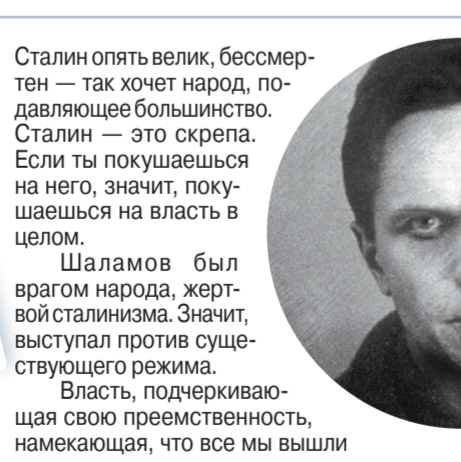 Сталин опять велик, бессмер-
тен — так хочет народ, по-
давляющее большинство.
Сталин — это скрепа.
Если ты покушаешься
на него, значит, поку-
шаешься на власть в
целом.
Шаламов был
врагом народа, жерт-
вой сталинизма. Значит,
выступал против суще-
ствующего режима.
Власть, подчеркиваю-
щая свою преемственность,
намекающая, что все мы вышли